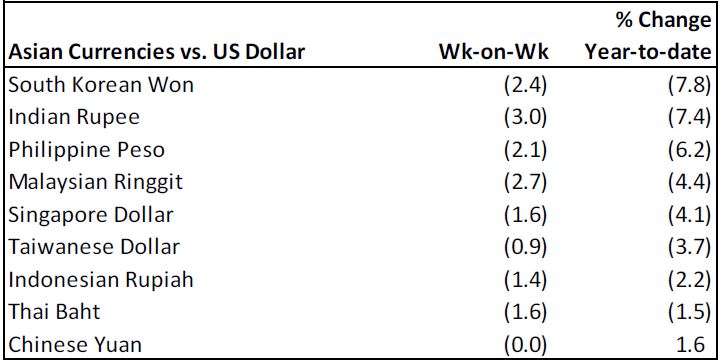 % Change
Asian Currencies vs. US Dollar Wk-on-Wk Year-to-date
South Korean Won (2.4) (7.8)
Indian Rupee (3.0) (7.4)
Philippine Peso (2.1) (6.2)
Malaysian Ringgit (2.7) (4.4)
Singapore Dollar (1.6) (4.1)
Taiwanese Dollar (0.9) (3.7)
Indonesian Rupiah (1.4) (2.2)
Thai Baht (1.6) (1.5)
Chinese Yuan (0.0) 1.6